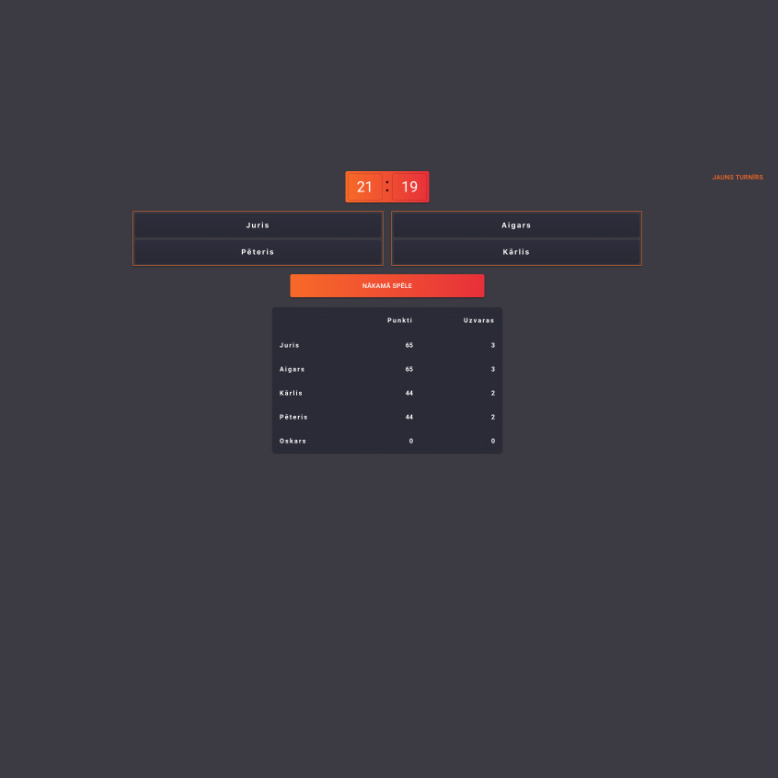 21 : 19
JAUNS TURNĪRS
Juris Aigars
Pēteris Kārlis
NĀKAMĀ SPĒLE
Punkti Uzvaras
Juris 65 3
Aigars 65 3
Kārlis 44 2
Pēteris 44 2
Oskars 0 0